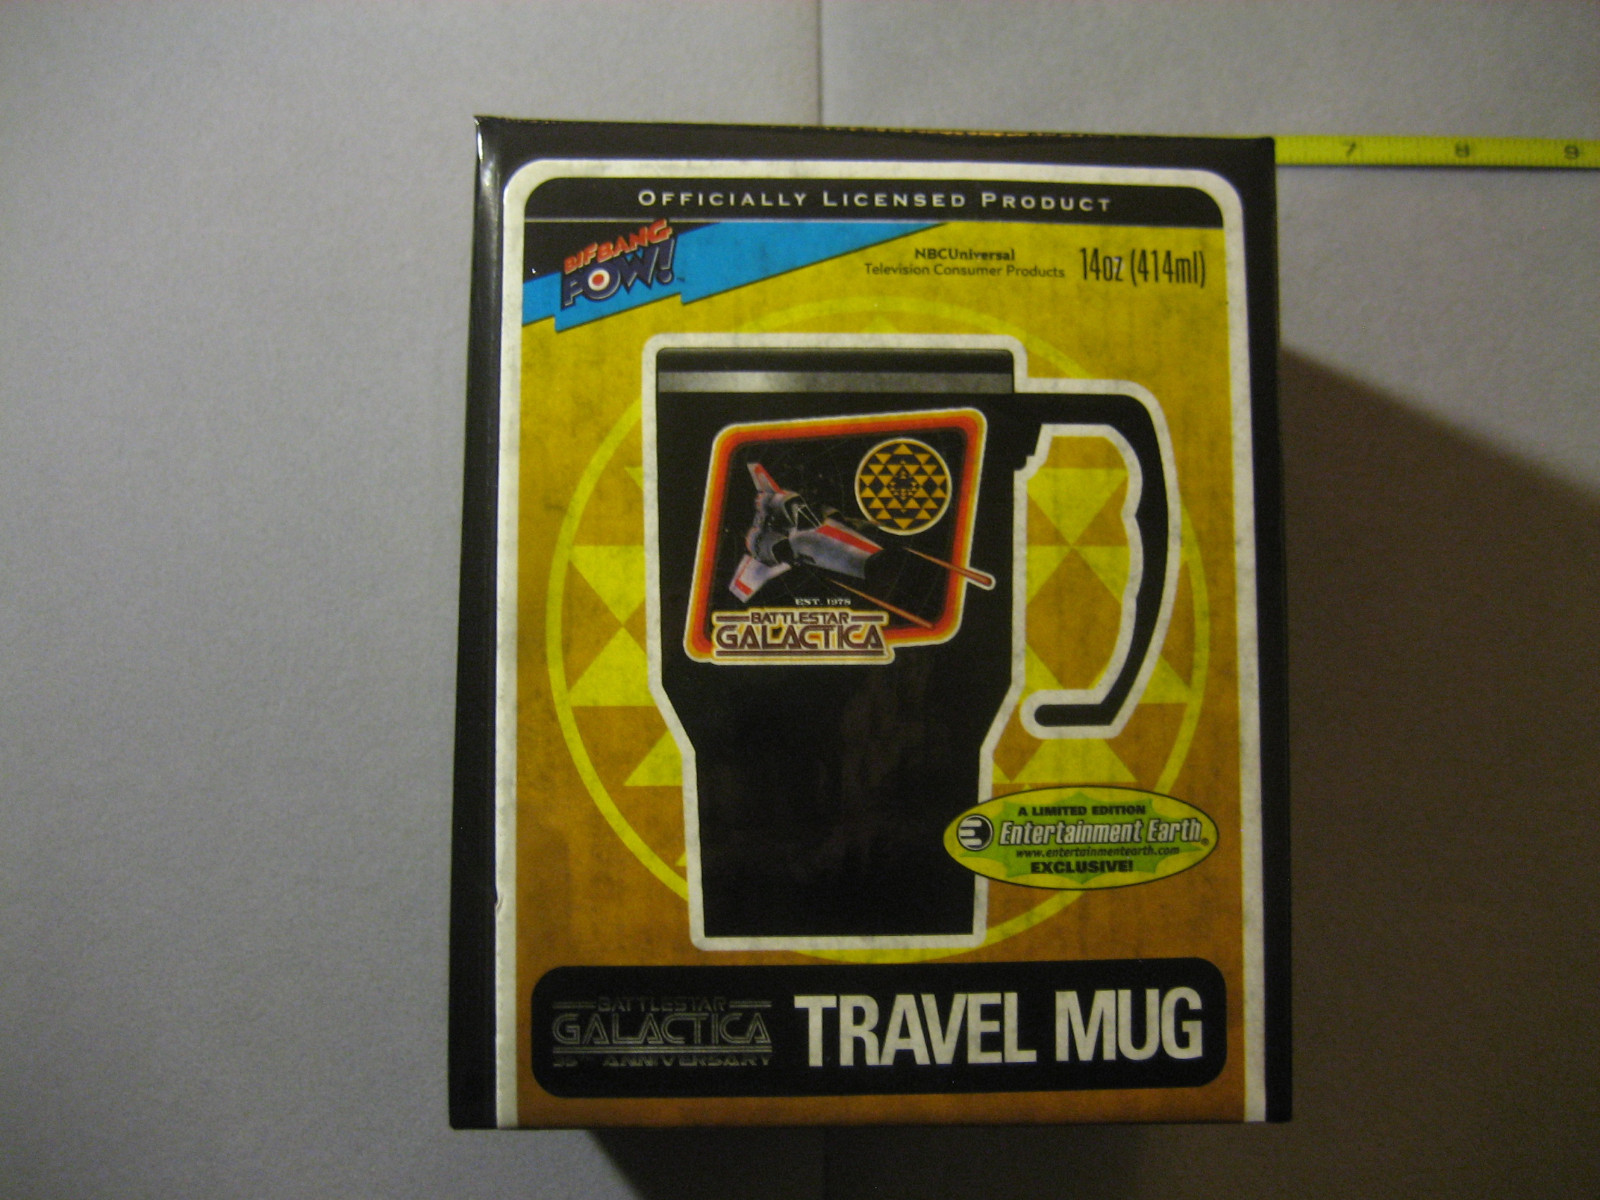 7 8 9
OFFICIALLY LICENSED PRODUCT
BIF BANG
POW!
NBCUniversal
Television Consumer Products
14oz (414ml)
EST. 1978
BATTLESTAR
GALACTICA
A LIMITED EDITION
Entertainment Earth®
www.entertainmentearth.com
EXCLUSIVE!
BATTLESTAR
GALACTICA
35TH ANNIVERSARY
TRAVEL MUG